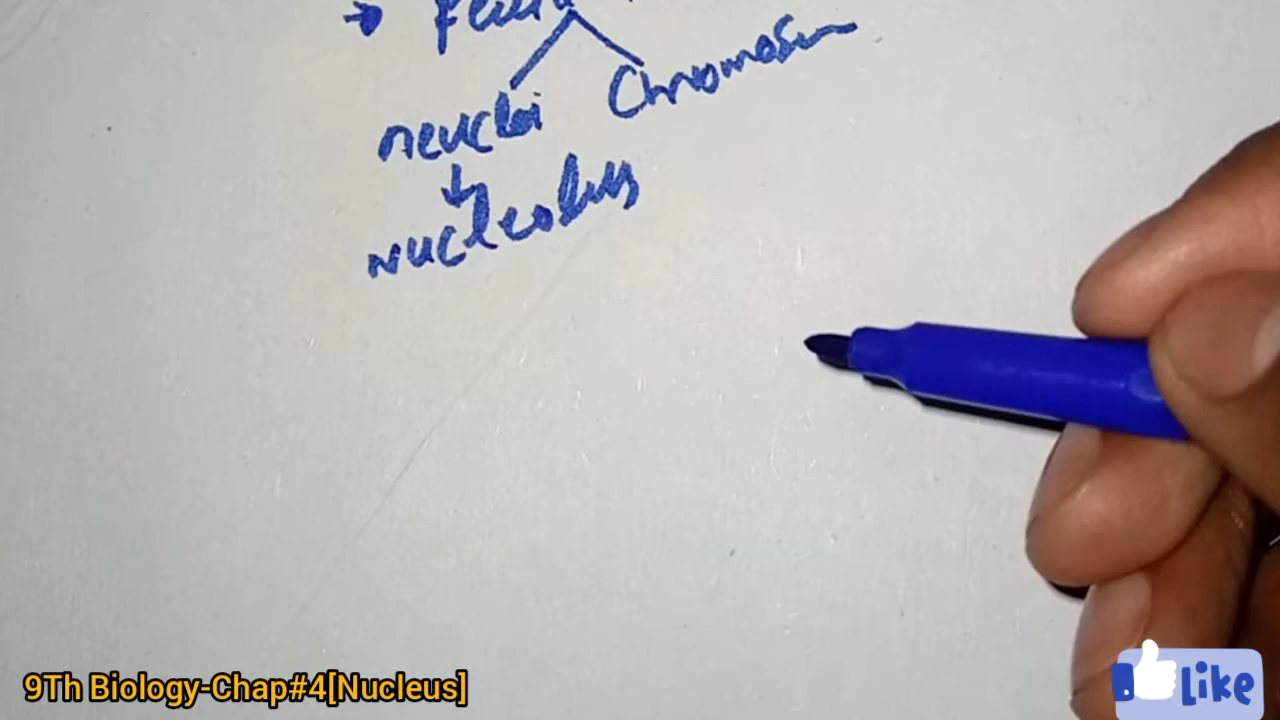 →
Chromosom
neuclei
↓
nucleolus
9Th Biology-Chap#4[Nucleus]
Like